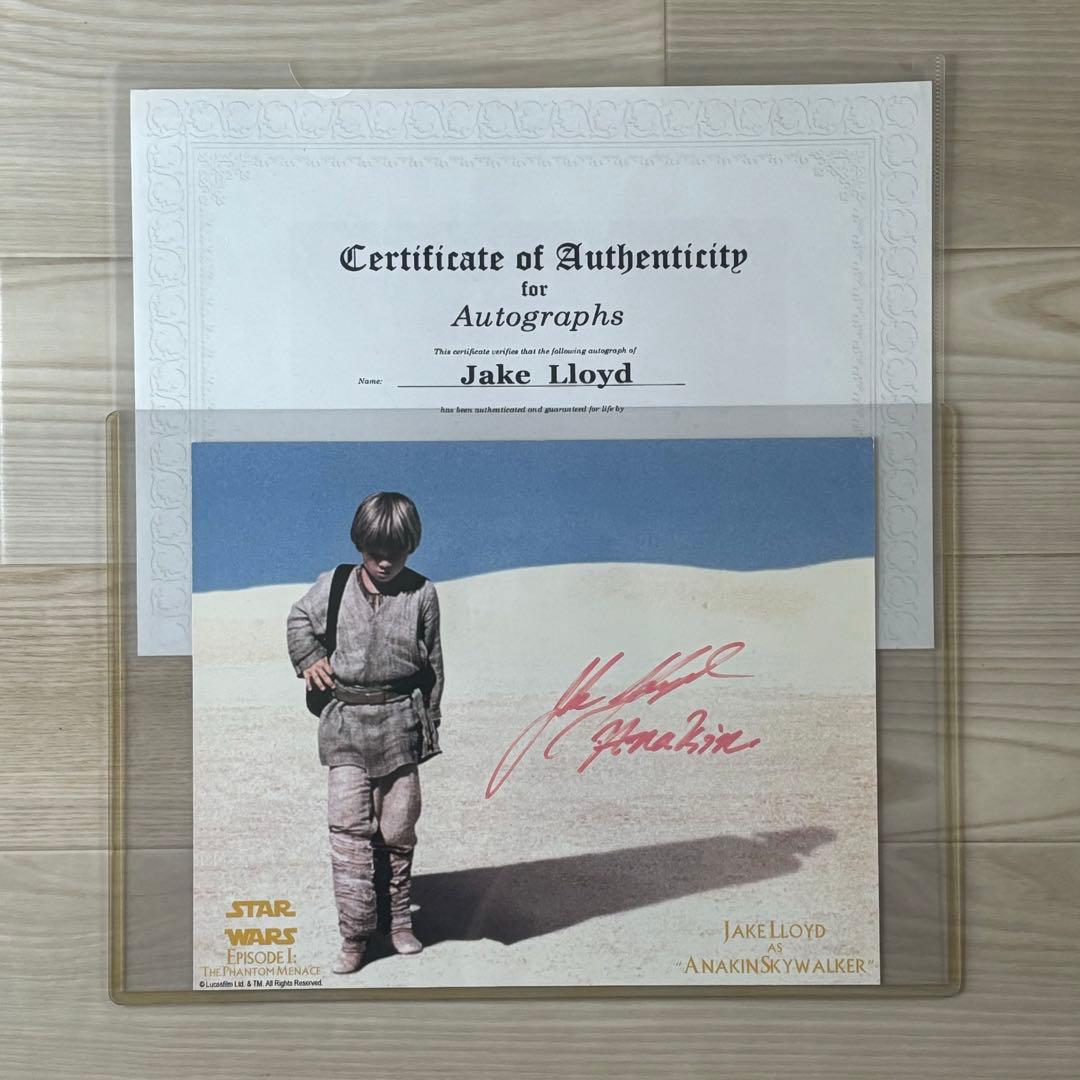 Certificate of Authenticity
for
Autographs
This certificate verifies that the following autograph of
Name: Jake Lloyd
has been authenticated and guaranteed for life by
Jake Lloyd
Anakin
STAR
WARS
EPISODE I:
THE PHANTOM MENACE
© Lucasfilm Ltd. & TM. All Rights Reserved.
JAKE LLOYD
AS
"ANAKIN SKYWALKER"